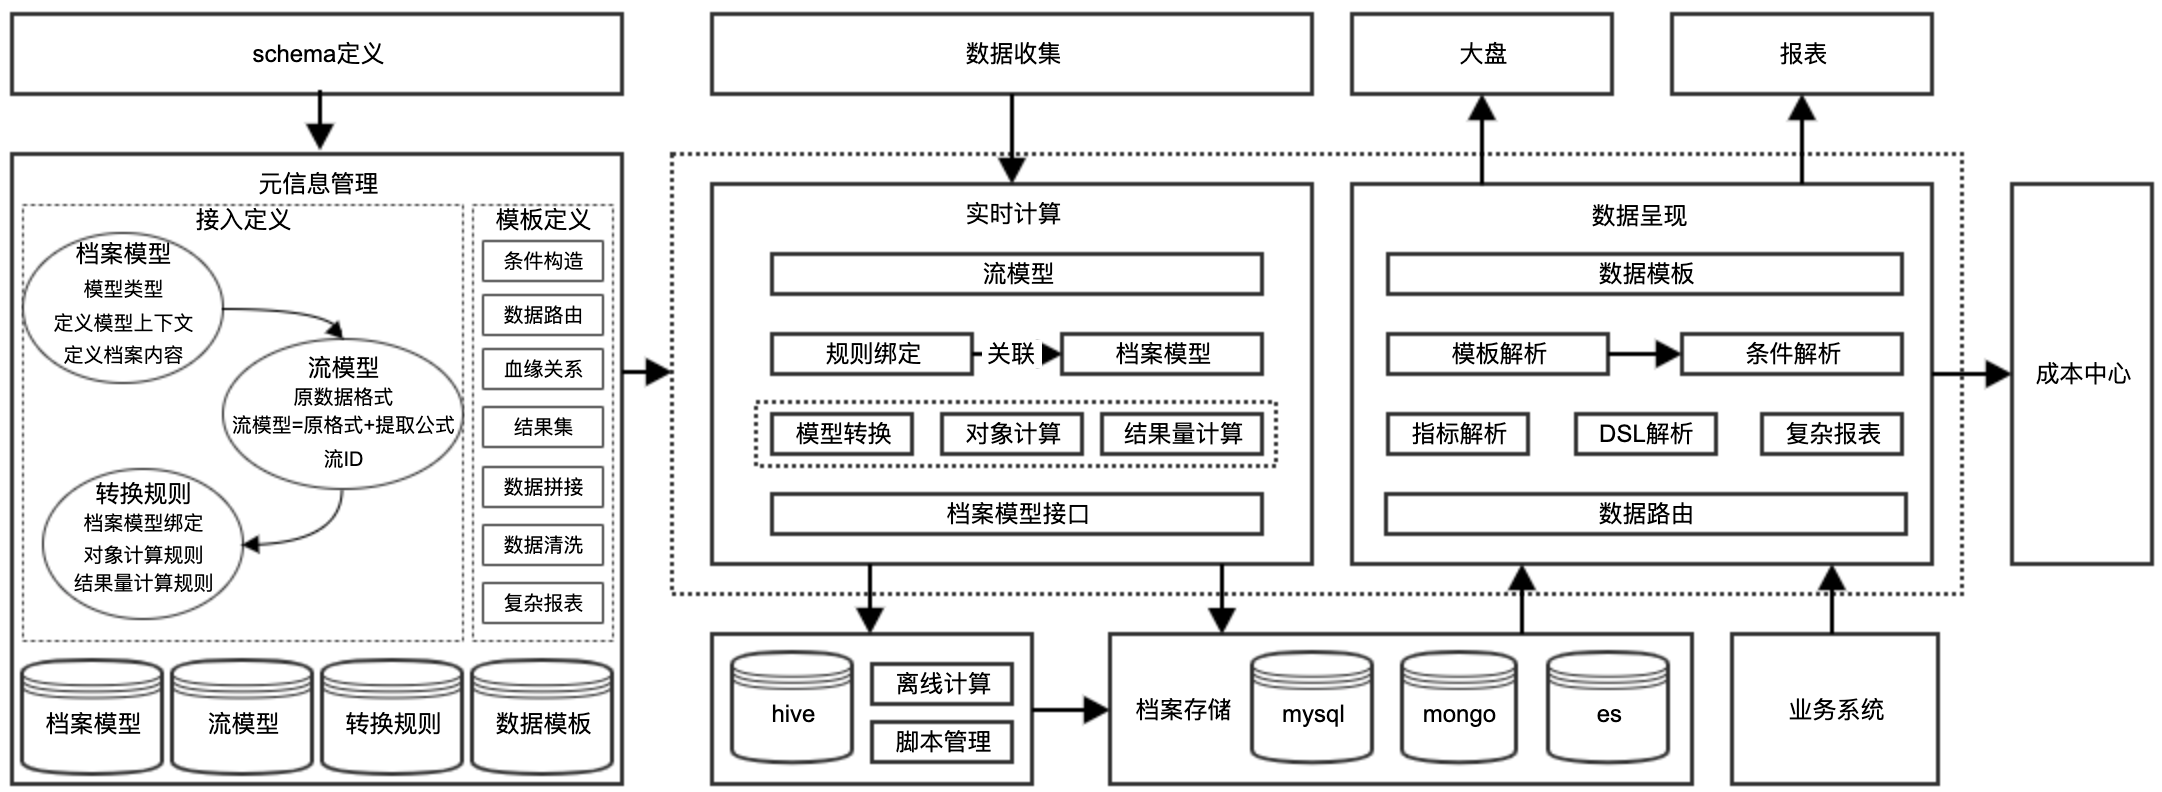 schema定义
数据收集
大盘
报表
元信息管理
接入定义
档案模型
模型类型
定义模型上下文
定义档案内容
流模型
原数据格式
流模型=原格式+提取公式
流ID
转换规则
档案模型绑定
对象计算规则
结果量计算规则
模板定义
条件构造
数据路由
血缘关系
结果集
数据拼接
数据清洗
复杂报表
档案模型
流模型
转换规则
数据模板
实时计算
流模型
规则绑定
关联
档案模型
模型转换
对象计算
结果量计算
档案模型接口
数据呈现
数据模板
模板解析
条件解析
指标解析
DSL解析
复杂报表
数据路由
成本中心
hive
离线计算
脚本管理
档案存储
mysql
mongo
es
业务系统